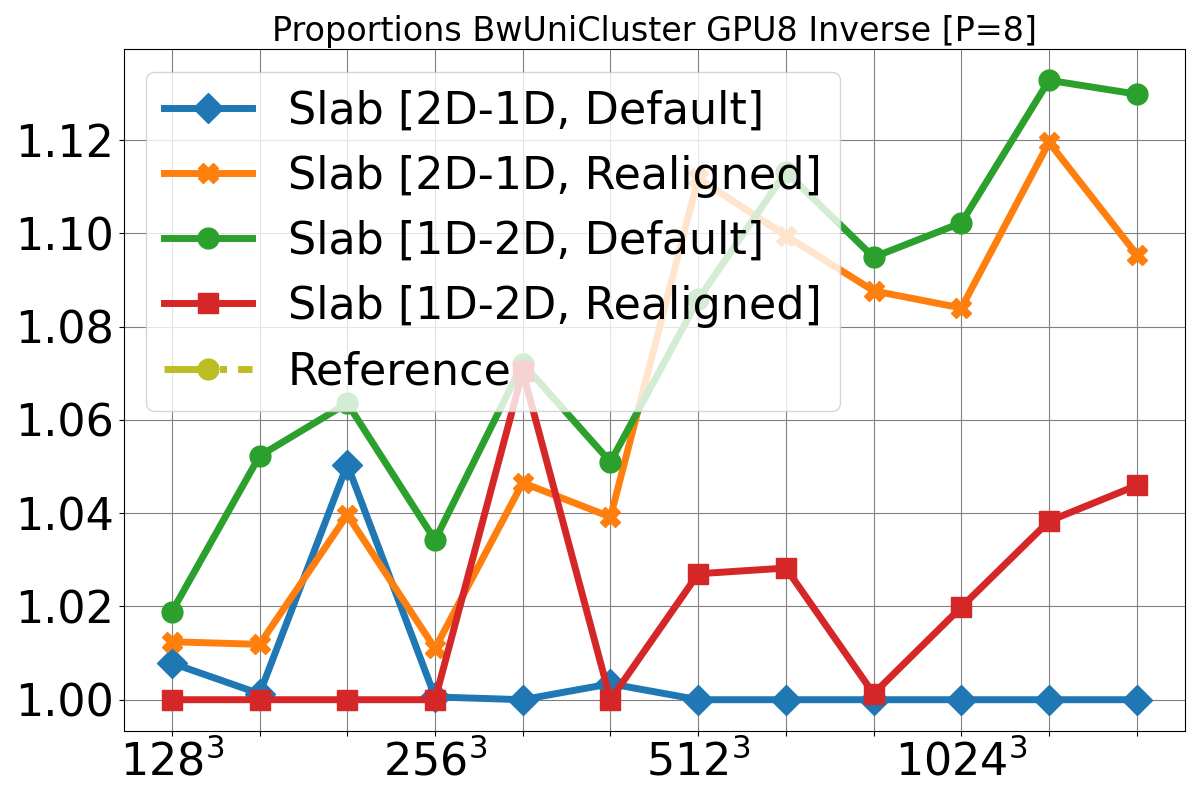 Proportions BwUniCluster GPU8 Inverse [P=8]
Slab [2D-1D, Default]
Slab [2D-1D, Realigned]
Slab [1D-2D, Default]
Slab [1D-2D, Realigned]
Reference
1.12
1.10
1.08
1.06
1.04
1.02
1.00
128³ 256³ 512³ 1024³